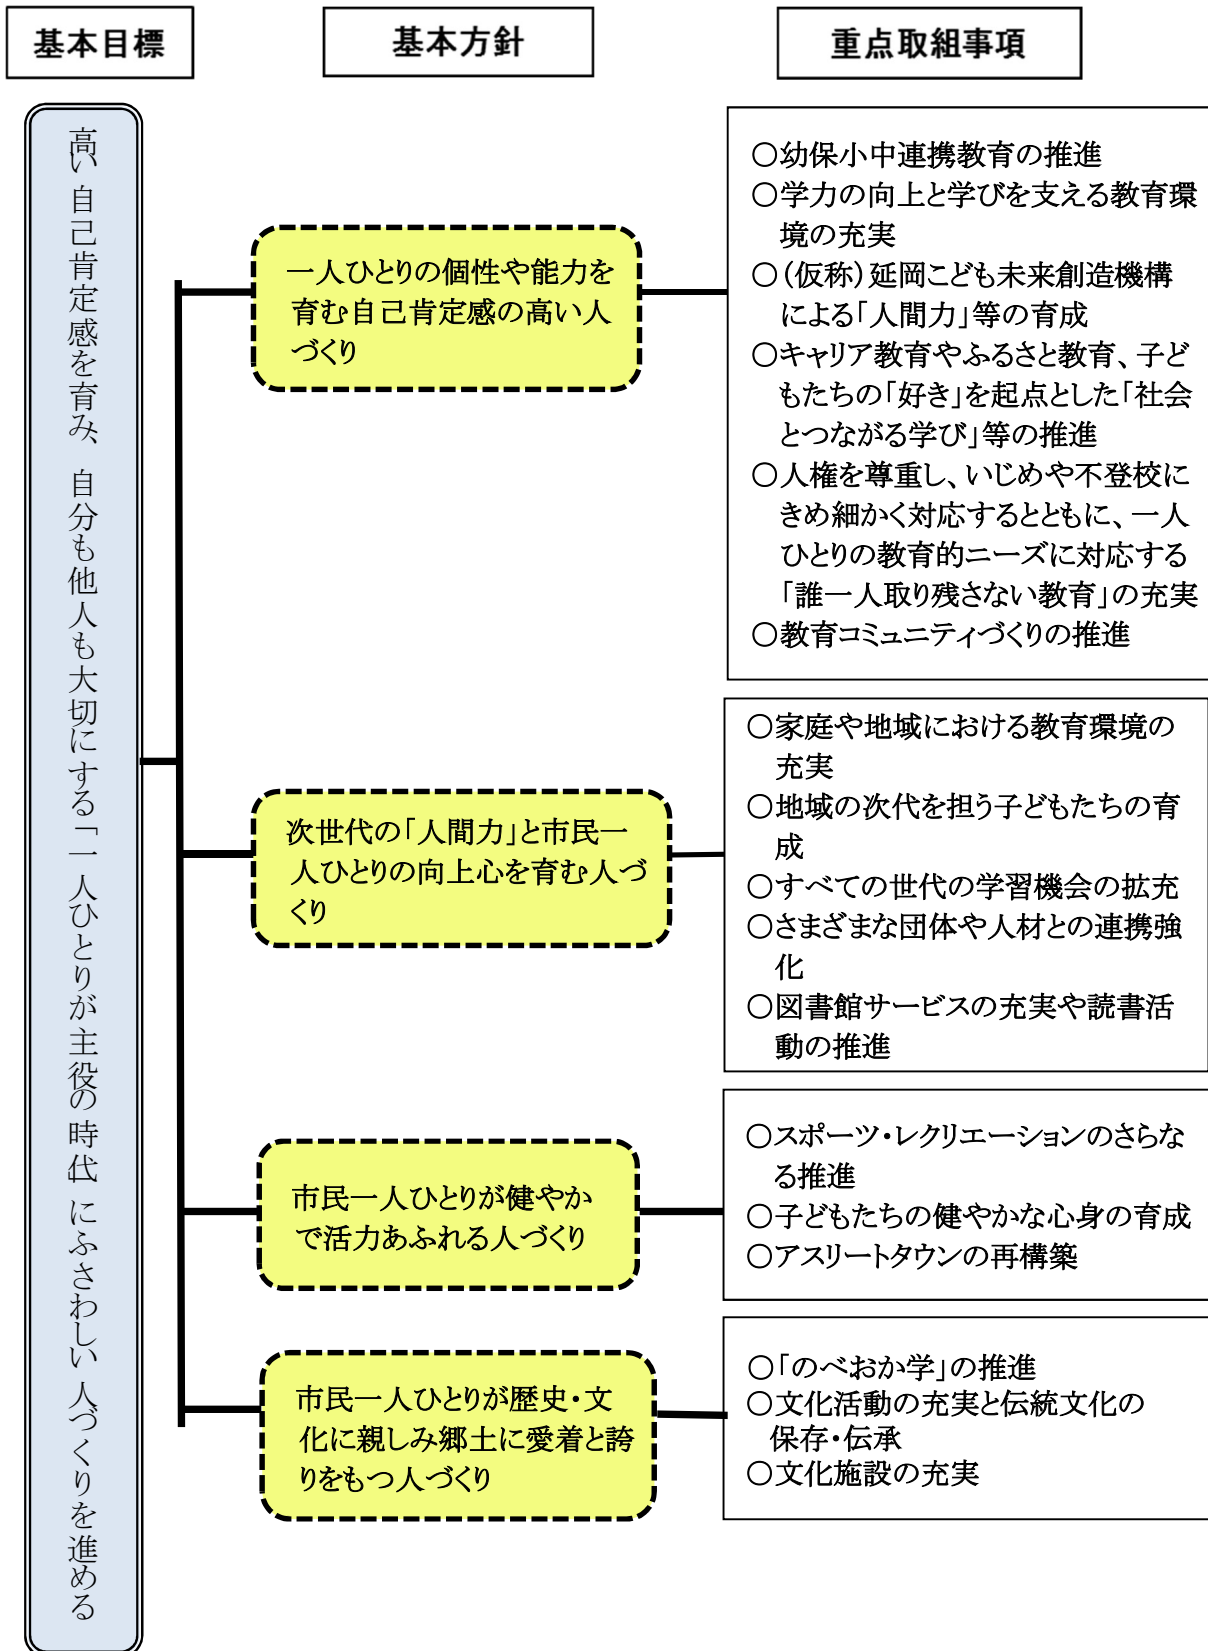 基本目標
基本方針
重点取組事項
高い自己肯定感を育み、自分も他人も大切にする「一人ひとりが主役の時代」にふさわしい人づくりを進める
一人ひとりの個性や能力を
育む自己肯定感の高い人
づくり
〇幼保小中連携教育の推進
〇学力の向上と学びを支える教育環
境の充実
〇（仮称）延岡こども未来創造機構
による「人間力」等の育成
〇キャリア教育やふるさと教育、子ど
もたちの「好き」を起点とした「社会
とつながる学び」等の推進
〇人権を尊重し、いじめや不登校に
きめ細かく対応するとともに、一人
ひとりの教育的ニーズに対応する
「誰一人取り残さない教育」の充実
〇教育コミュニティづくりの推進
次世代の「人間力」と市民一
人ひとりの向上心を育む人づ
くり
〇家庭や地域における教育環境の
充実
〇地域の次代を担う子どもたちの育
成
〇すべての世代の学習機会の拡充
〇さまざまな団体や人材との連携強
化
〇図書館サービスの充実や読書活
動の推進
市民一人ひとりが健やか
で活力あふれる人づくり
〇スポーツ・レクリエーションのさらな
る推進
〇子どもたちの健やかな心身の育成
〇アスリートタウンの再構築
市民一人ひとりが歴史・文
化に親しみ郷土に愛着と誇
りをもつ人づくり
〇「のべおか学」の推進
〇文化活動の充実と伝統文化の
保存・伝承
〇文化施設の充実